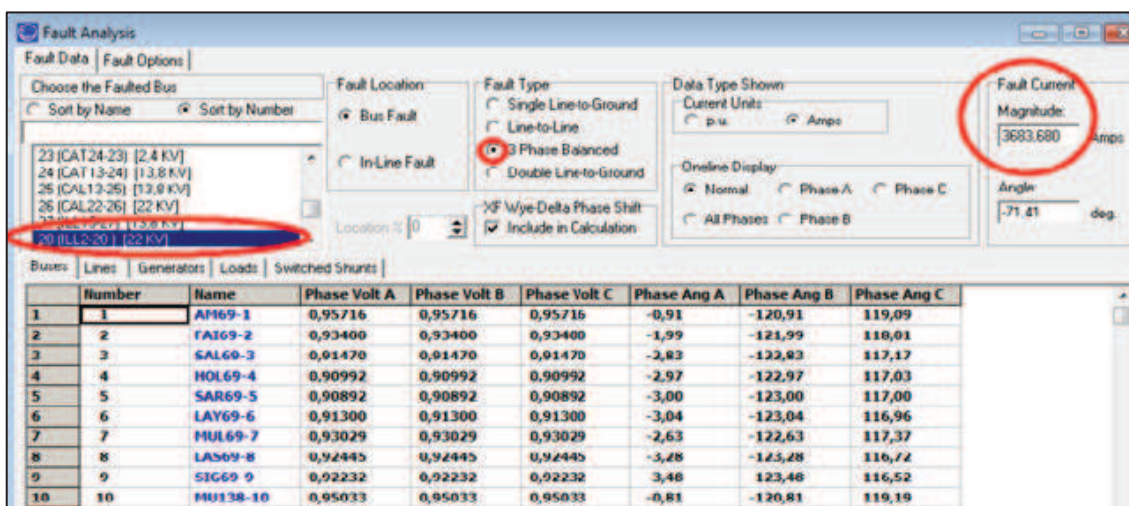 Fault Analysis
Fault Data Fault Options
Choose the Faulted Bus
Sort by Name Sort by Number
23 (CAT24-23) [2,4 KV]
24 (CAT13-24) [13,8 KV]
25 (CAL13-25) [13,8 KV]
26 (CAL22-26) [22 KV]
[22 KV]
Fault Location
Bus Fault
In-Line Fault
Location % 0
Fault Type
Single Line-to-Ground
Line-to-Line
3 Phase Balanced
Double Line-to-Ground
XF Wye-Delta Phase Shift
Include in Calculation
Data Type Shown
Current Units
p.u. Amps
Oneline Display
Normal Phase A Phase C
All Phases Phase B
Fault Current
Magnitude:
3683.680 Amps
Angle:
-71.41 deg.
Buses Lines Generators Loads Switched Shunts
Number Name Phase Volt A Phase Volt B Phase Volt C Phase Ang A Phase Ang B Phase Ang C
1 1 AM69-1 0,95716 0,95716 0,95716 -0,91 -120,91 119,09
2 2 0,93400 0,93400 0,93400 -1,99 -121,99 118,01
3 3 SAL69-3 0,91470 0,91470 0,91470 -2,83 -122,83 117,17
4 4 HOL69-4 0,90992 0,90992 0,90992 -2,97 -122,97 117,03
5 5 SAR69-5 0,90892 0,90892 0,90892 -3,00 -123,00 117,00
6 6 LAY69-6 0,91300 0,91300 0,91300 -3,04 -123,04 116,96
7 7 MUL69-7 0,93029 0,93029 0,93029 -2,63 -122,63 117,37
8 8 LAS69-8 0,92445 0,92445 0,92445 -3,28 -123,28 116,72
9 9 SIG69-9 0,92232 0,92232 0,92232 3,48 123,48 116,52
10 10 MU138-10 0,95033 0,95033 0,95033 -0,81 -120,81 119,19